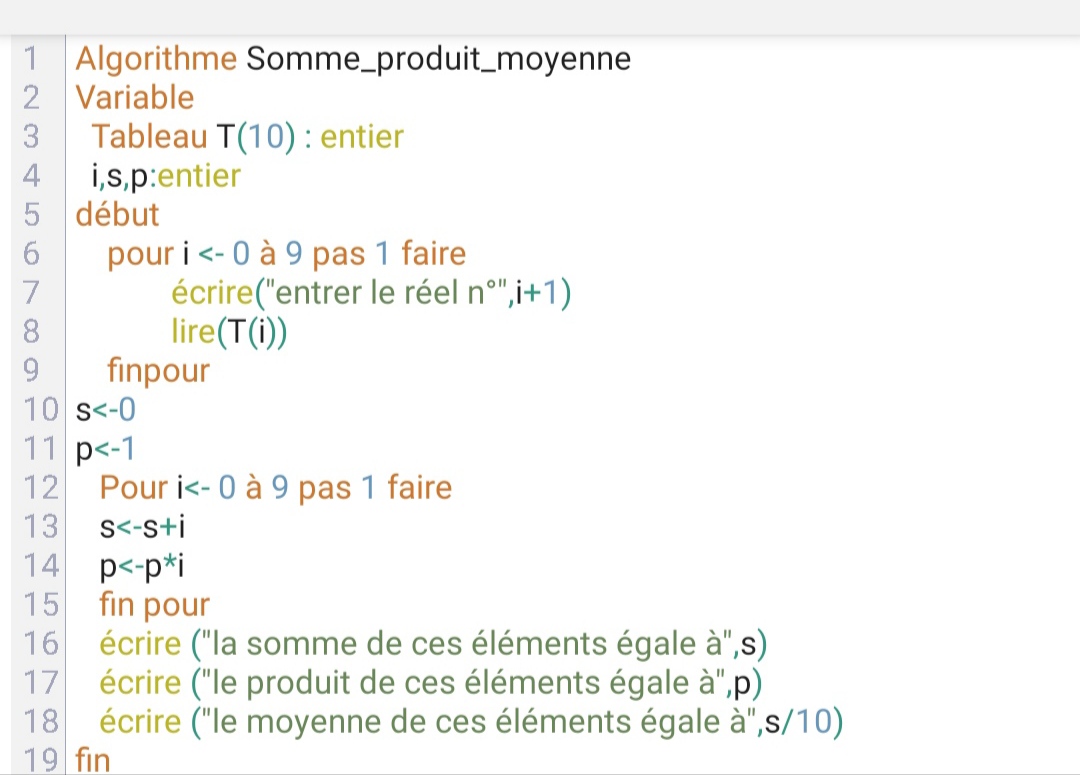 1 Algorithme Somme_produit_moyenne
2 Variable
3 Tableau T(10) : entier
4 i,s,p:entier
5 début
6 pour i <- 0 à 9 pas 1 faire
7 écrire("entrer le réel n°",i+1)
8 lire(T(i))
9 finpour
10 s<-0
11 p<-1
12 Pour i<- 0 à 9 pas 1 faire
13 s<-s+i
14 p<-p*i
15 fin pour
16 écrire ("la somme de ces éléments égale à",s)
17 écrire ("le produit de ces éléments égale à",p)
18 écrire ("le moyenne de ces éléments égale à",s/10)
19 fin